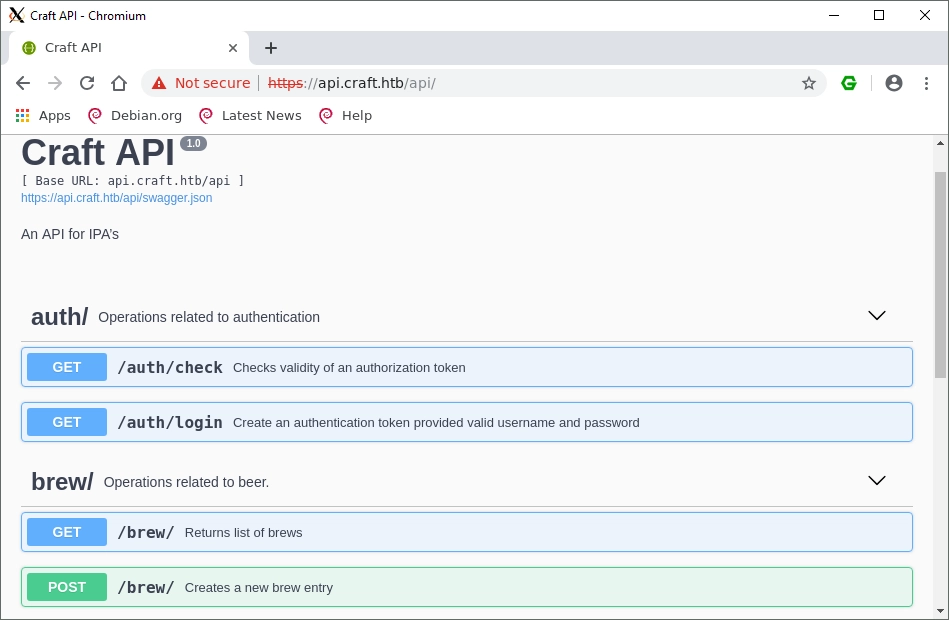 Craft API - Chromium
Craft API
Not secure | https://api.craft.htb/api/
Apps Debian.org Latest News Help
Craft API 1.0
[ Base URL: api.craft.htb/api ]
https://api.craft.htb/api/swagger.json
An API for IPA's
auth/ Operations related to authentication
GET /auth/check Checks validity of an authorization token
GET /auth/login Create an authentication token provided valid username and password
brew/ Operations related to beer.
GET /brew/ Returns list of brews
POST /brew/ Creates a new brew entry